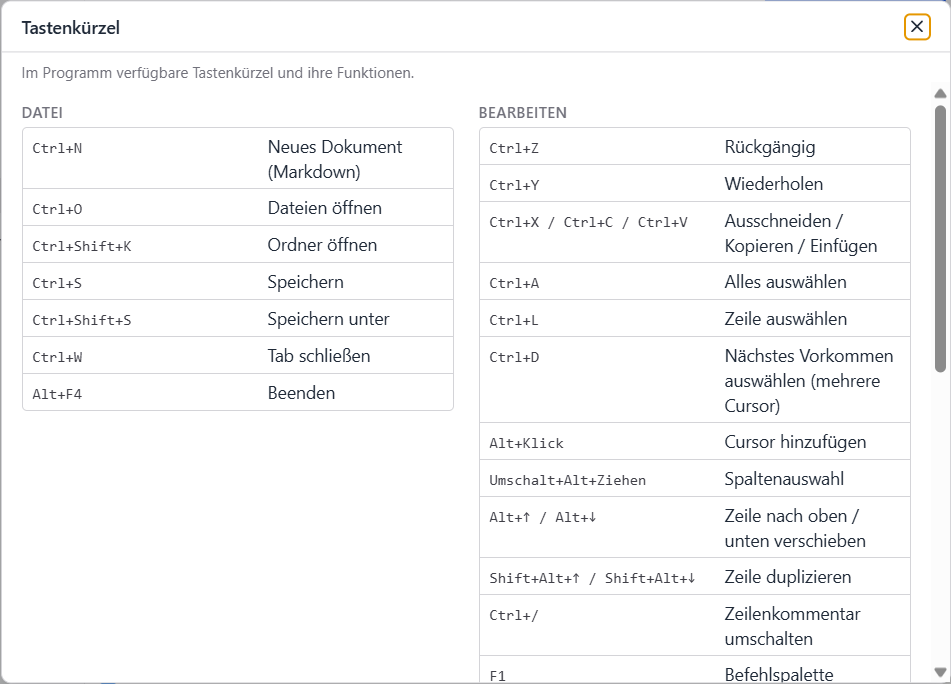 Tastenkürzel
Im Programm verfügbare Tastenkürzel und ihre Funktionen.
DATEI
Ctrl+N Neues Dokument
(Markdown)
Ctrl+O Dateien öffnen
Ctrl+Shift+K Ordner öffnen
Ctrl+S Speichern
Ctrl+Shift+S Speichern unter
Ctrl+W Tab schließen
Alt+F4 Beenden
BEARBEITEN
Ctrl+Z Rückgängig
Ctrl+Y Wiederholen
Ctrl+X / Ctrl+C / Ctrl+V Ausschneiden /
Kopieren / Einfügen
Ctrl+A Alles auswählen
Ctrl+L Zeile auswählen
Ctrl+D Nächstes Vorkommen
auswählen (mehrere
Cursor)
Alt+Klick Cursor hinzufügen
Umschalt+Alt+Ziehen Spaltenauswahl
Alt+↑ / Alt+↓ Zeile nach oben /
unten verschieben
Shift+Alt+↑ / Shift+Alt+↓ Zeile duplizieren
Ctrl+/ Zeilenkommentar
umschalten
F1 Befehlspalette